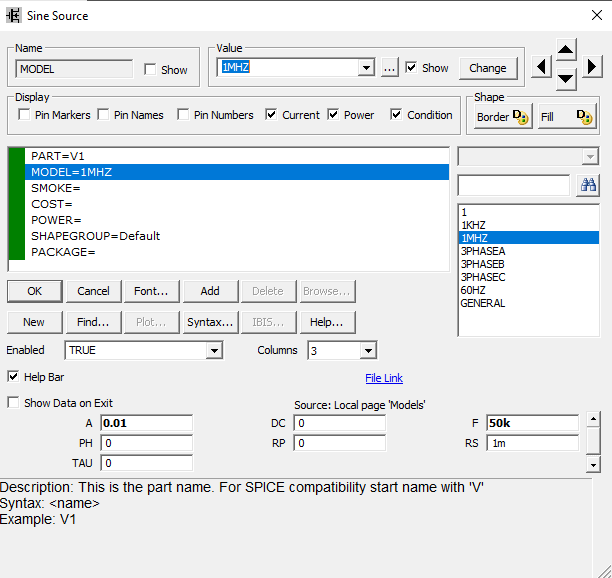 Sine Source
Name
Value
MODEL
Show
1MHZ
...
Show
Change
Display
Pin Markers
Pin Names
Pin Numbers
Current
Power
Condition
Shape
Border
Fill
PART=V1
MODEL=1MHZ
SMOKE=
COST=
POWER=
SHAPEGROUP=Default
PACKAGE=
1
1KHZ
1MHZ
3PHASEA
3PHASEB
3PHASEC
60HZ
GENERAL
OK
Cancel
Font...
Add
Delete
Browse...
New
Find...
Plot...
Syntax...
IBIS...
Help...
Enabled
TRUE
Columns
3
Help Bar
File Link
Show Data on Exit
Source: Local page 'Models'
A 0.01
DC 0
F 50k
PH 0
RP 0
RS 1m
TAU 0
Description: This is the part name. For SPICE compatibility start name with 'V'
Syntax: <name>
Example: V1